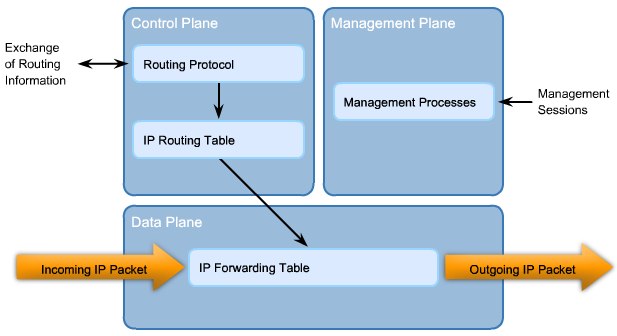 Control Plane
Management Plane
Exchange
of Routing
Information
Routing Protocol
Management Processes
Management
Sessions
IP Routing Table
Data Plane
Incoming IP Packet
IP Forwarding Table
Outgoing IP Packet